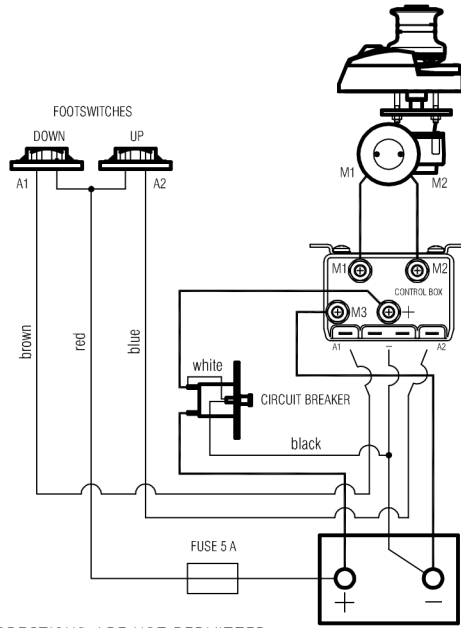 FOOTSWITCHES
DOWN UP
A1 A2
M1 M2
M1 M2
CONTROL BOX
M3 +
A1 – A2
brown
red
blue
white
CIRCUIT BREAKER
black
FUSE 5 A
+ –